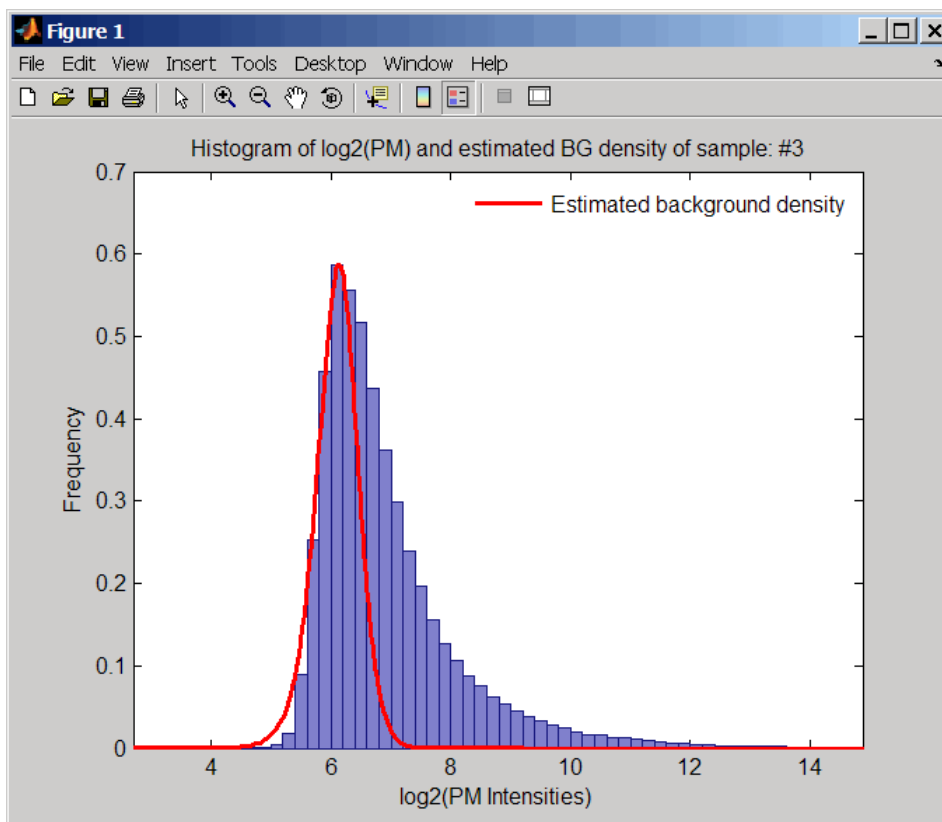 Figure 1
File Edit View Insert Tools Desktop Window Help
Histogram of log2(PM) and estimated BG density of sample: #3
0.7
0.6
0.5
0.4
0.3
0.2
0.1
0
Estimated background density
Frequency
4 6 8 10 12 14
log2(PM Intensities)